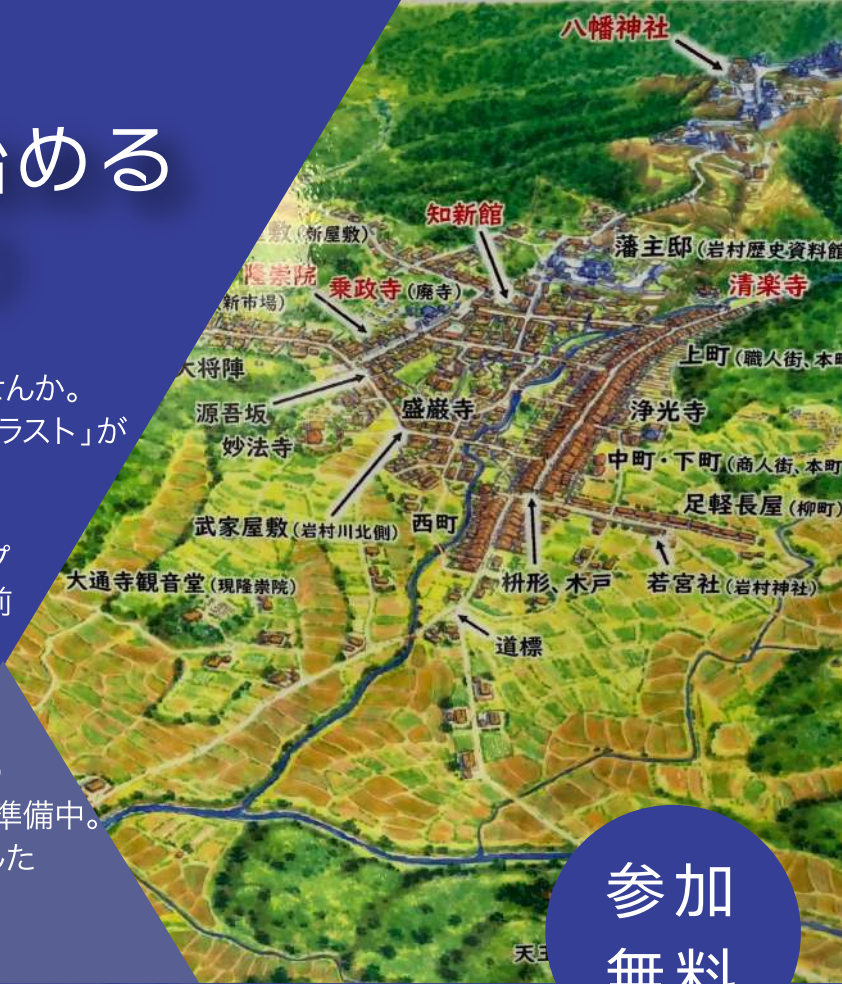 八幡神社
める
知新館
敷(新屋敷)
藩主邸(岩村歴史資料館
隆崇院
乗政寺(廃寺)
清楽寺
新市場)
大将陣
上町(職人街、本町
せんか。
源吾坂
盛巌寺
浄光寺
ラスト」が
妙法寺
中町・下町(商人街、本町
足軽長屋(柳町)
武家屋敷(岩村川北側)
西町
プ
大通寺観音堂(現隆崇院)
枡形、木戸
若宮社(岩村神社)
前
道標
準備中。
した
参加
無料